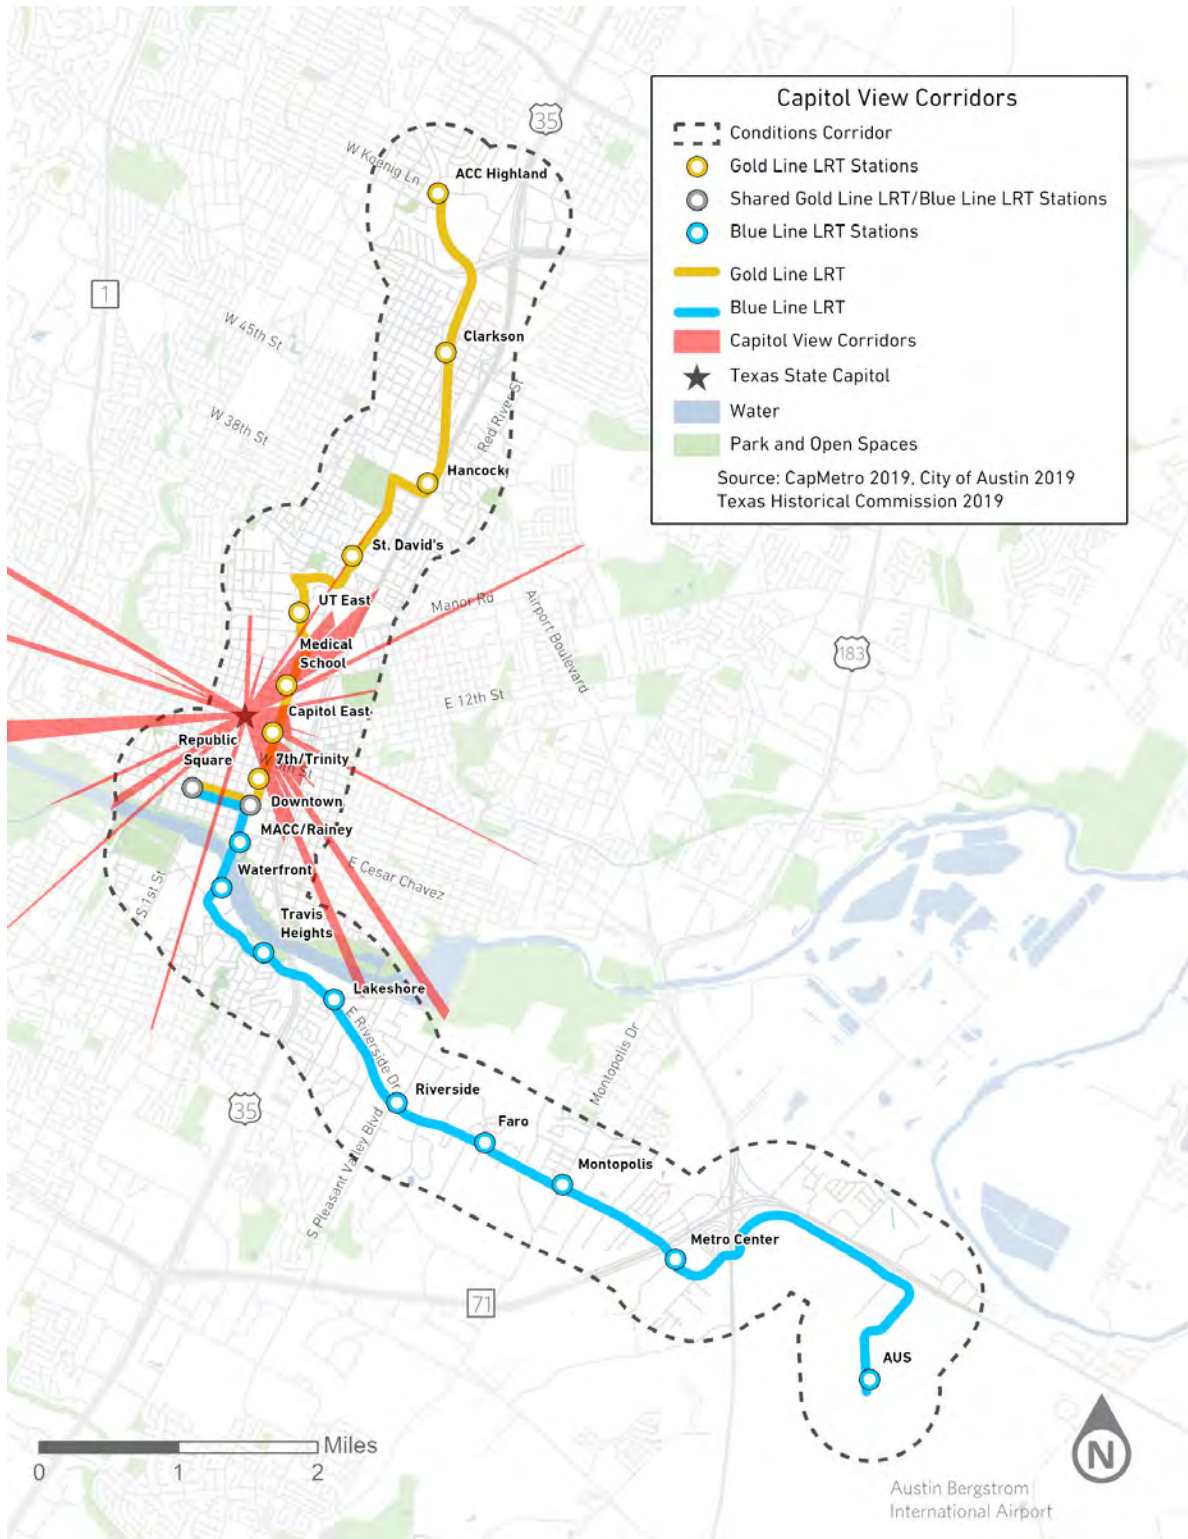 Capitol View Corridors
Conditions Corridor
Gold Line LRT Stations
Shared Gold Line LRT/Blue Line LRT Stations
Blue Line LRT Stations
Gold Line LRT
Blue Line LRT
Capitol View Corridors
Texas State Capitol
Water
Park and Open Spaces
Source: CapMetro 2019, City of Austin 2019
Texas Historical Commission 2019
35
W Koenig Ln
ACC Highland
1
W 45th St
Clarkson
W 38th St
Red River St
Hancock
St. David's
UT East
Manor Rd
Airport Boulevard
183
Medical
School
E 12th St
Capitol East
Republic
Square
7th/Trinity
Downtown
MACC/Rainey
Waterfront
E Cesar Chavez
S 1st St
Travis
Heights
Lakeshore
E Riverside Dr
Montopolis Dr
Riverside
35
Faro
S Pleasant Valley Blvd
Montopolis
Metro Center
71
AUS
Miles
0 1 2
N
Austin Bergstrom
International Airport